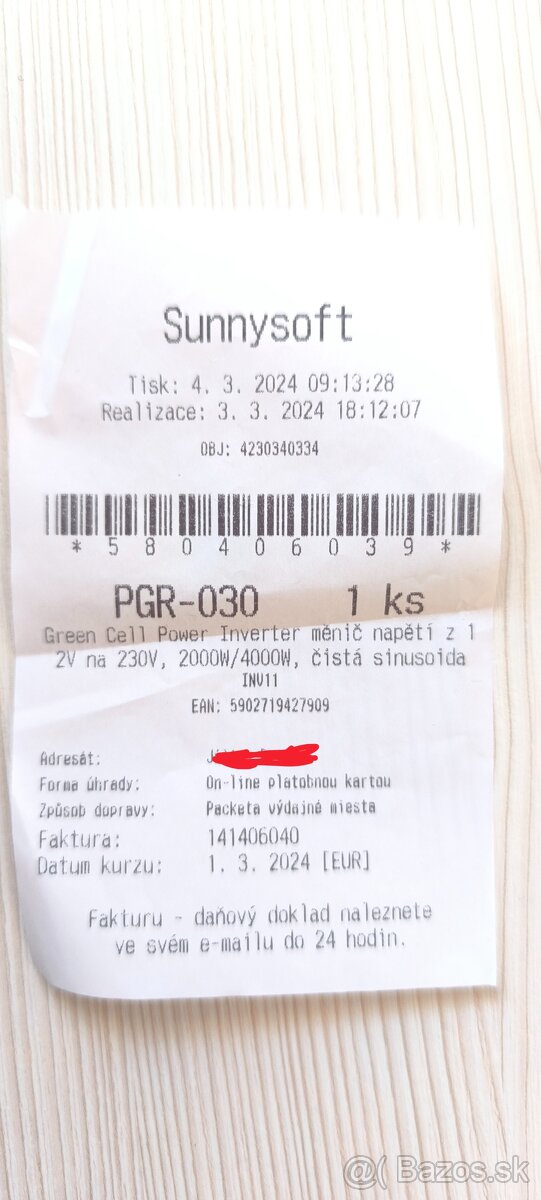 Sunnysoft
Tisk: 4. 3. 2024 09:13:28
Realizace: 3. 3. 2024 18:12:07
OBJ: 4230340334
*580406039*
PGR-030 1 ks
Green Cell Power Inverter měnič napětí z 1
2V na 230V, 2000W/4000W, čistá sinusoida
INV11
EAN: 5902719427909
Adresát:
Forma úhrady: On-line platobnou kartou
Způsob dopravy: Packeta výdajné miesta
Faktura: 141406040
Datum kurzu: 1. 3. 2024 [EUR]
Fakturu - daňový doklad naleznete
ve svém e-mailu do 24 hodin.
@( Bazos.sk